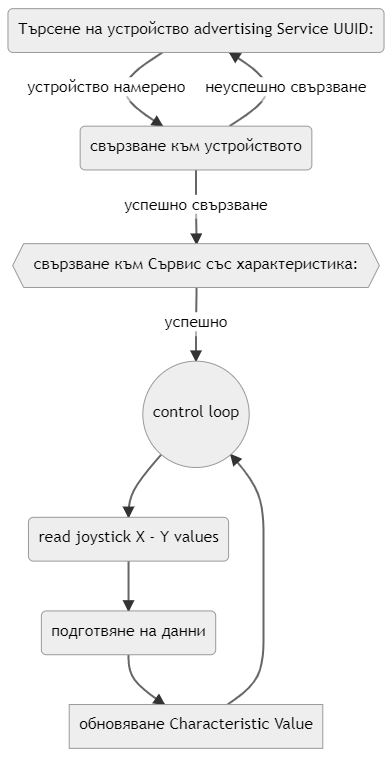 Търсене на устройство advertising Service UUID:
устройство намерено
неуспешно свързване
свързване към устройството
успешно свързване
свързване към Сървис със характеристика:
успешно
control loop
read joystick X - Y values
подготвяне на данни
обновяване Characteristic Value